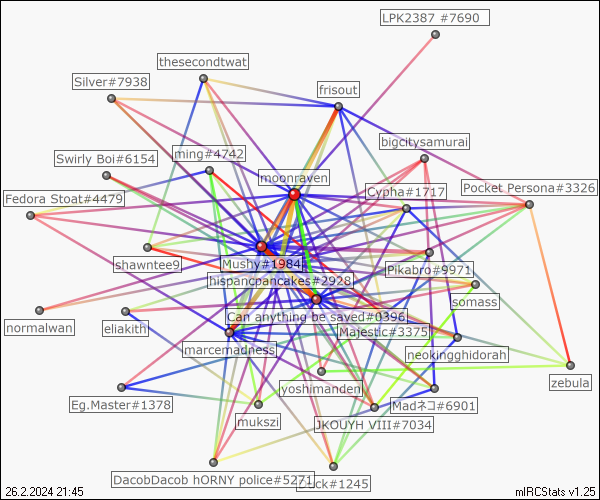 LPK2387 #7690
thesecondtwat
Silver#7938
frisout
bigcitysamurai
Swirly Boi#6154
ming#4742
moonraven
Fedora Stoat#4479
Cypha#1717
Pocket Persona#3326
shawntee9
Mushy#1984
Pikabro#9971
hispancpancakes#2928
somass
normalwan
eliakith
Can anything be saved#0396
Majestic#3375
marcemadness
neokingghidorah
yoshimandeli
zebula
Eg.Master#1378
Madネコ#6901
mukszi
JKOUYH VIII#7034
DacobDacob hORNY police#5271
#1245
26.2.2024 21:45
mIRCStats v1.25